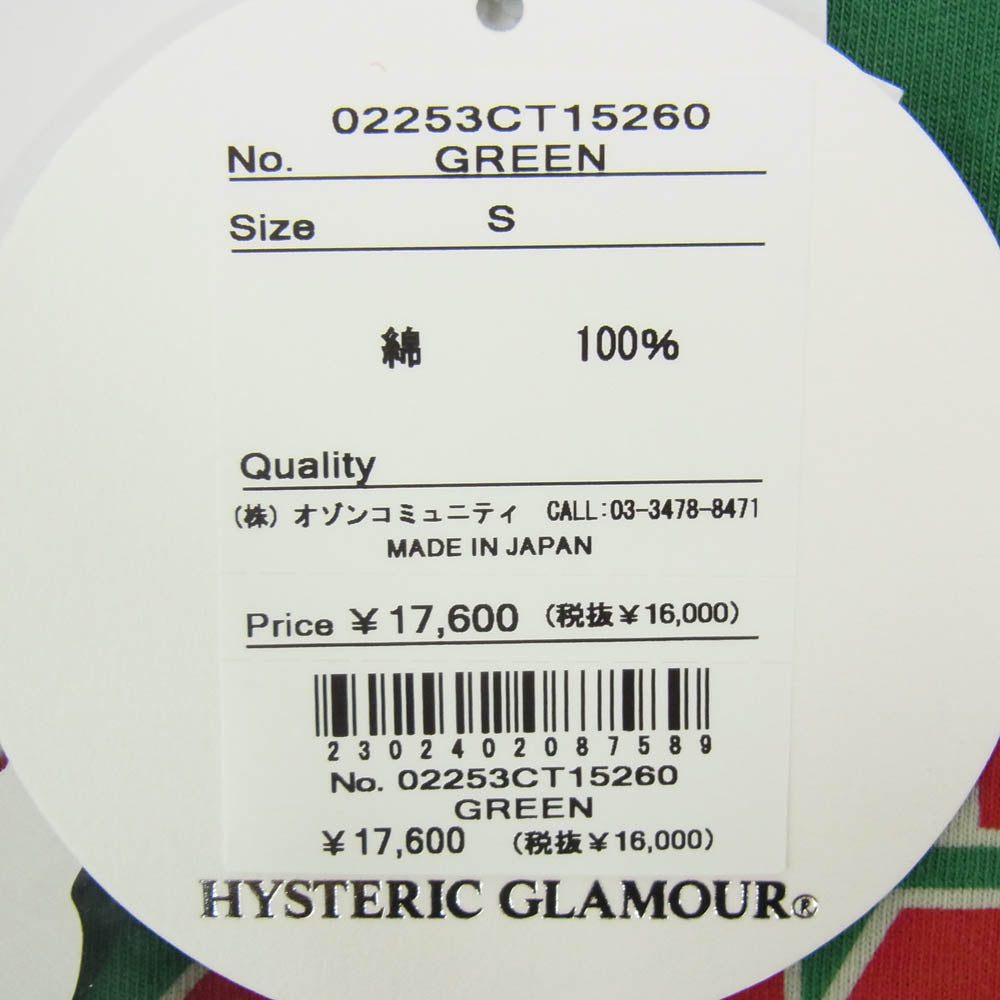 02253CT15260
No. GREEN
Size S
綿 100%
Quality
(株) オゾンコミュニティ CALL:03-3478-8471
MADE IN JAPAN
Price ¥17,600 (税抜¥16,000)
2302402087589
No. 02253CT15260
GREEN
¥17,600 (税抜¥16,000)
HYSTERIC GLAMOUR®